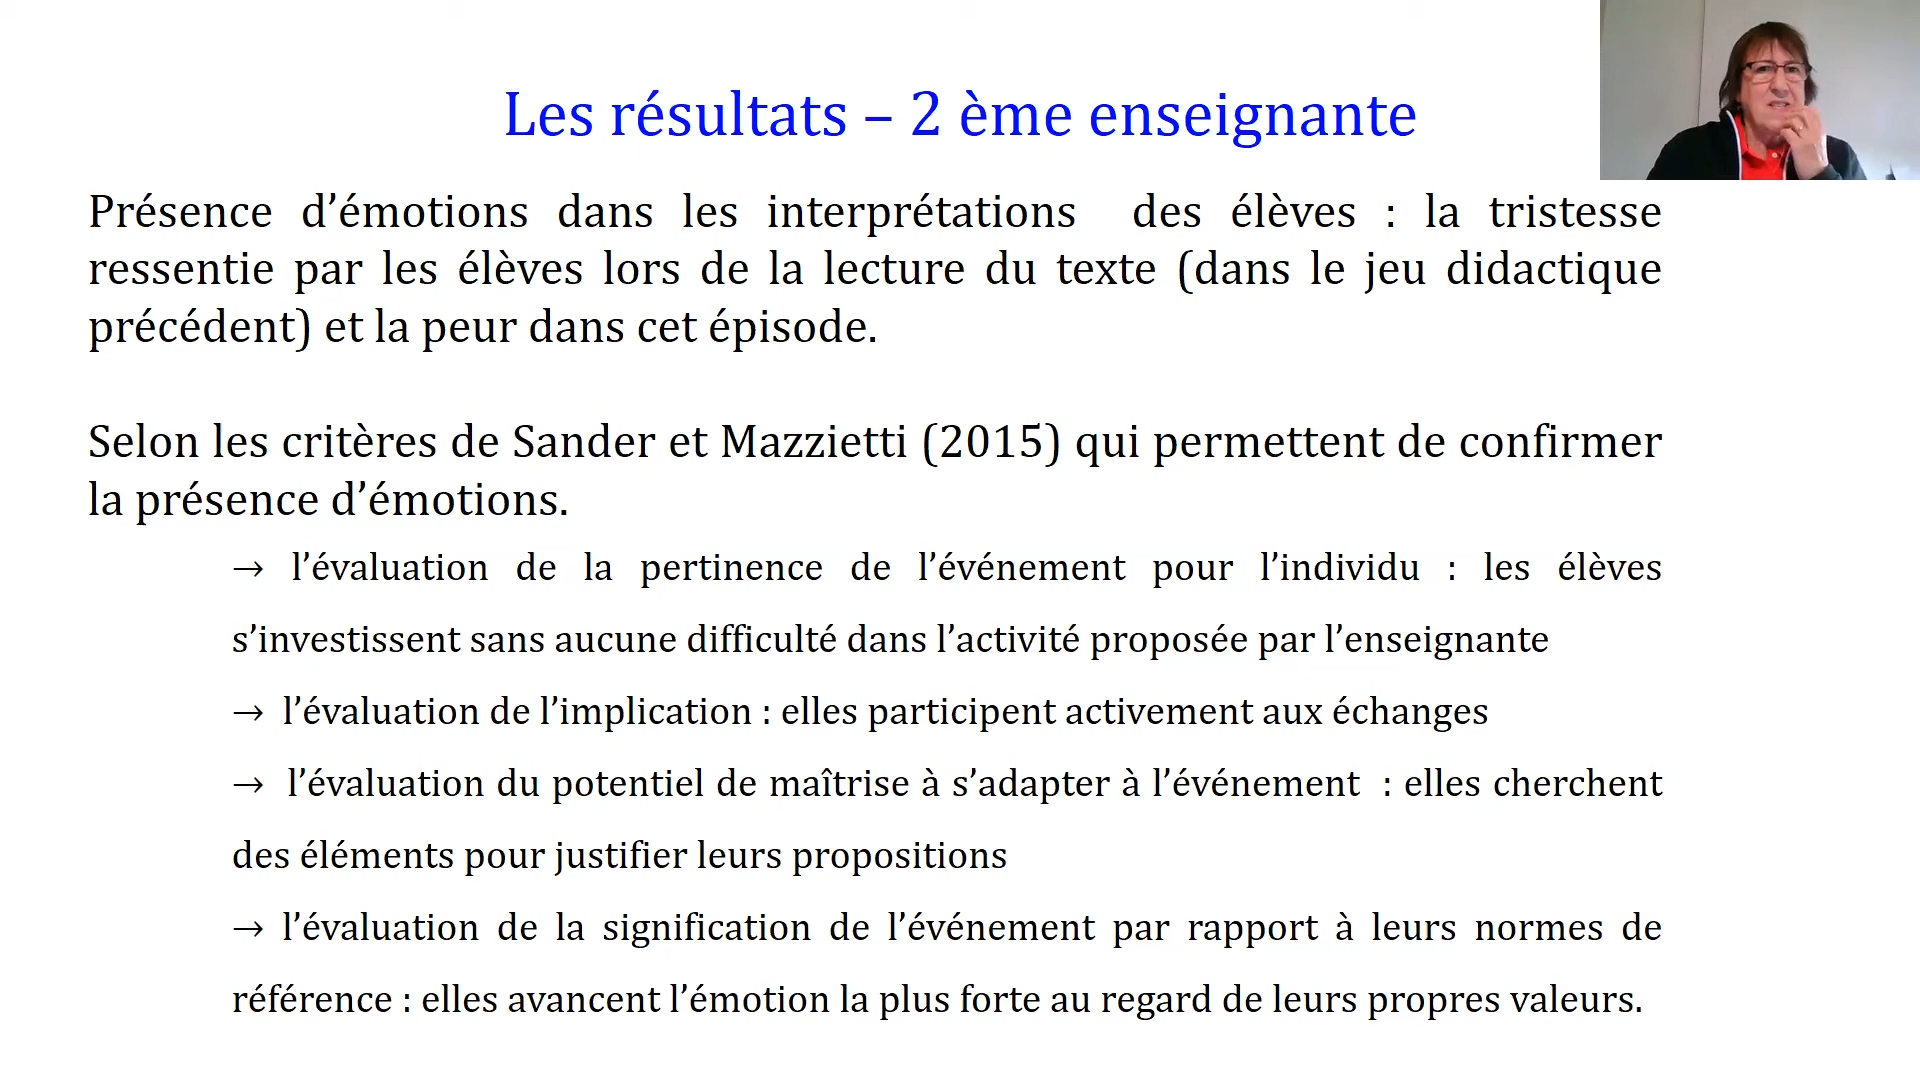 Les résultats – 2 ème enseignante
Présence d’émotions dans les interprétations des élèves : la tristesse
ressentie par les élèves lors de la lecture du texte (dans le jeu didactique
précédent) et la peur dans cet épisode.
Selon les critères de Sander et Mazzietti (2015) qui permettent de confirmer
la présence d’émotions.
→ l’évaluation de la pertinence de l’événement pour l’individu : les élèves
s’investissent sans aucune difficulté dans l’activité proposée par l’enseignante
→ l’évaluation de l’implication : elles participent activement aux échanges
→ l’évaluation du potentiel de maîtrise à s’adapter à l’événement : elles cherchent
des éléments pour justifier leurs propositions
→ l’évaluation de la signification de l’événement par rapport à leurs normes de
référence : elles avancent l’émotion la plus forte au regard de leurs propres valeurs.